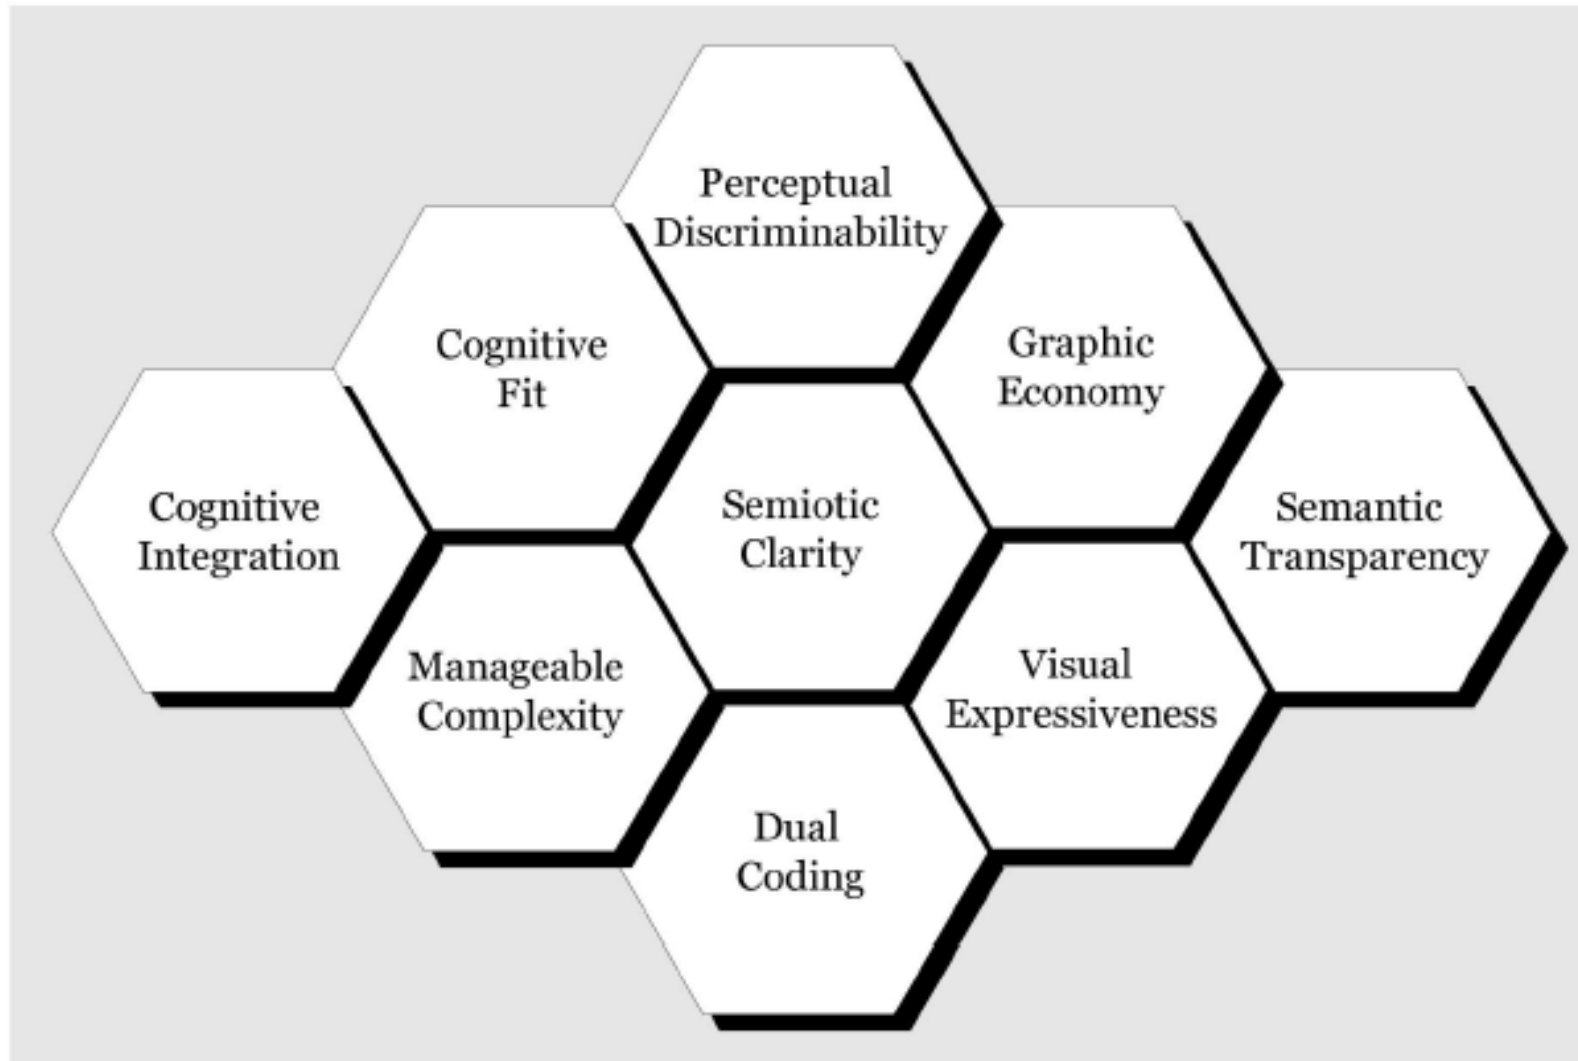 Perceptual
Discriminability
Cognitive
Fit
Graphic
Economy
Cognitive
Integration
Semiotic
Clarity
Semantic
Transparency
Manageable
Complexity
Visual
Expressiveness
Dual
Coding